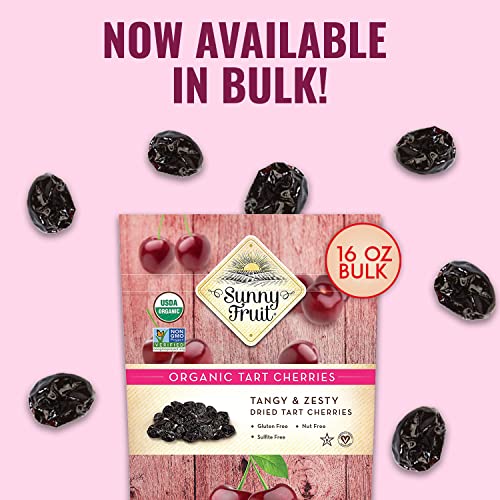 NOW AVAILABLE
IN BULK!
16 OZ
BULK
Sunny
Fruit
USDA
ORGANIC
NON
GMO
Project
VERIFIED
ORGANIC TART CHERRIES
TANGY & ZESTY
DRIED TART CHERRIES
• Gluten Free • Nut Free
• Sulfite Free